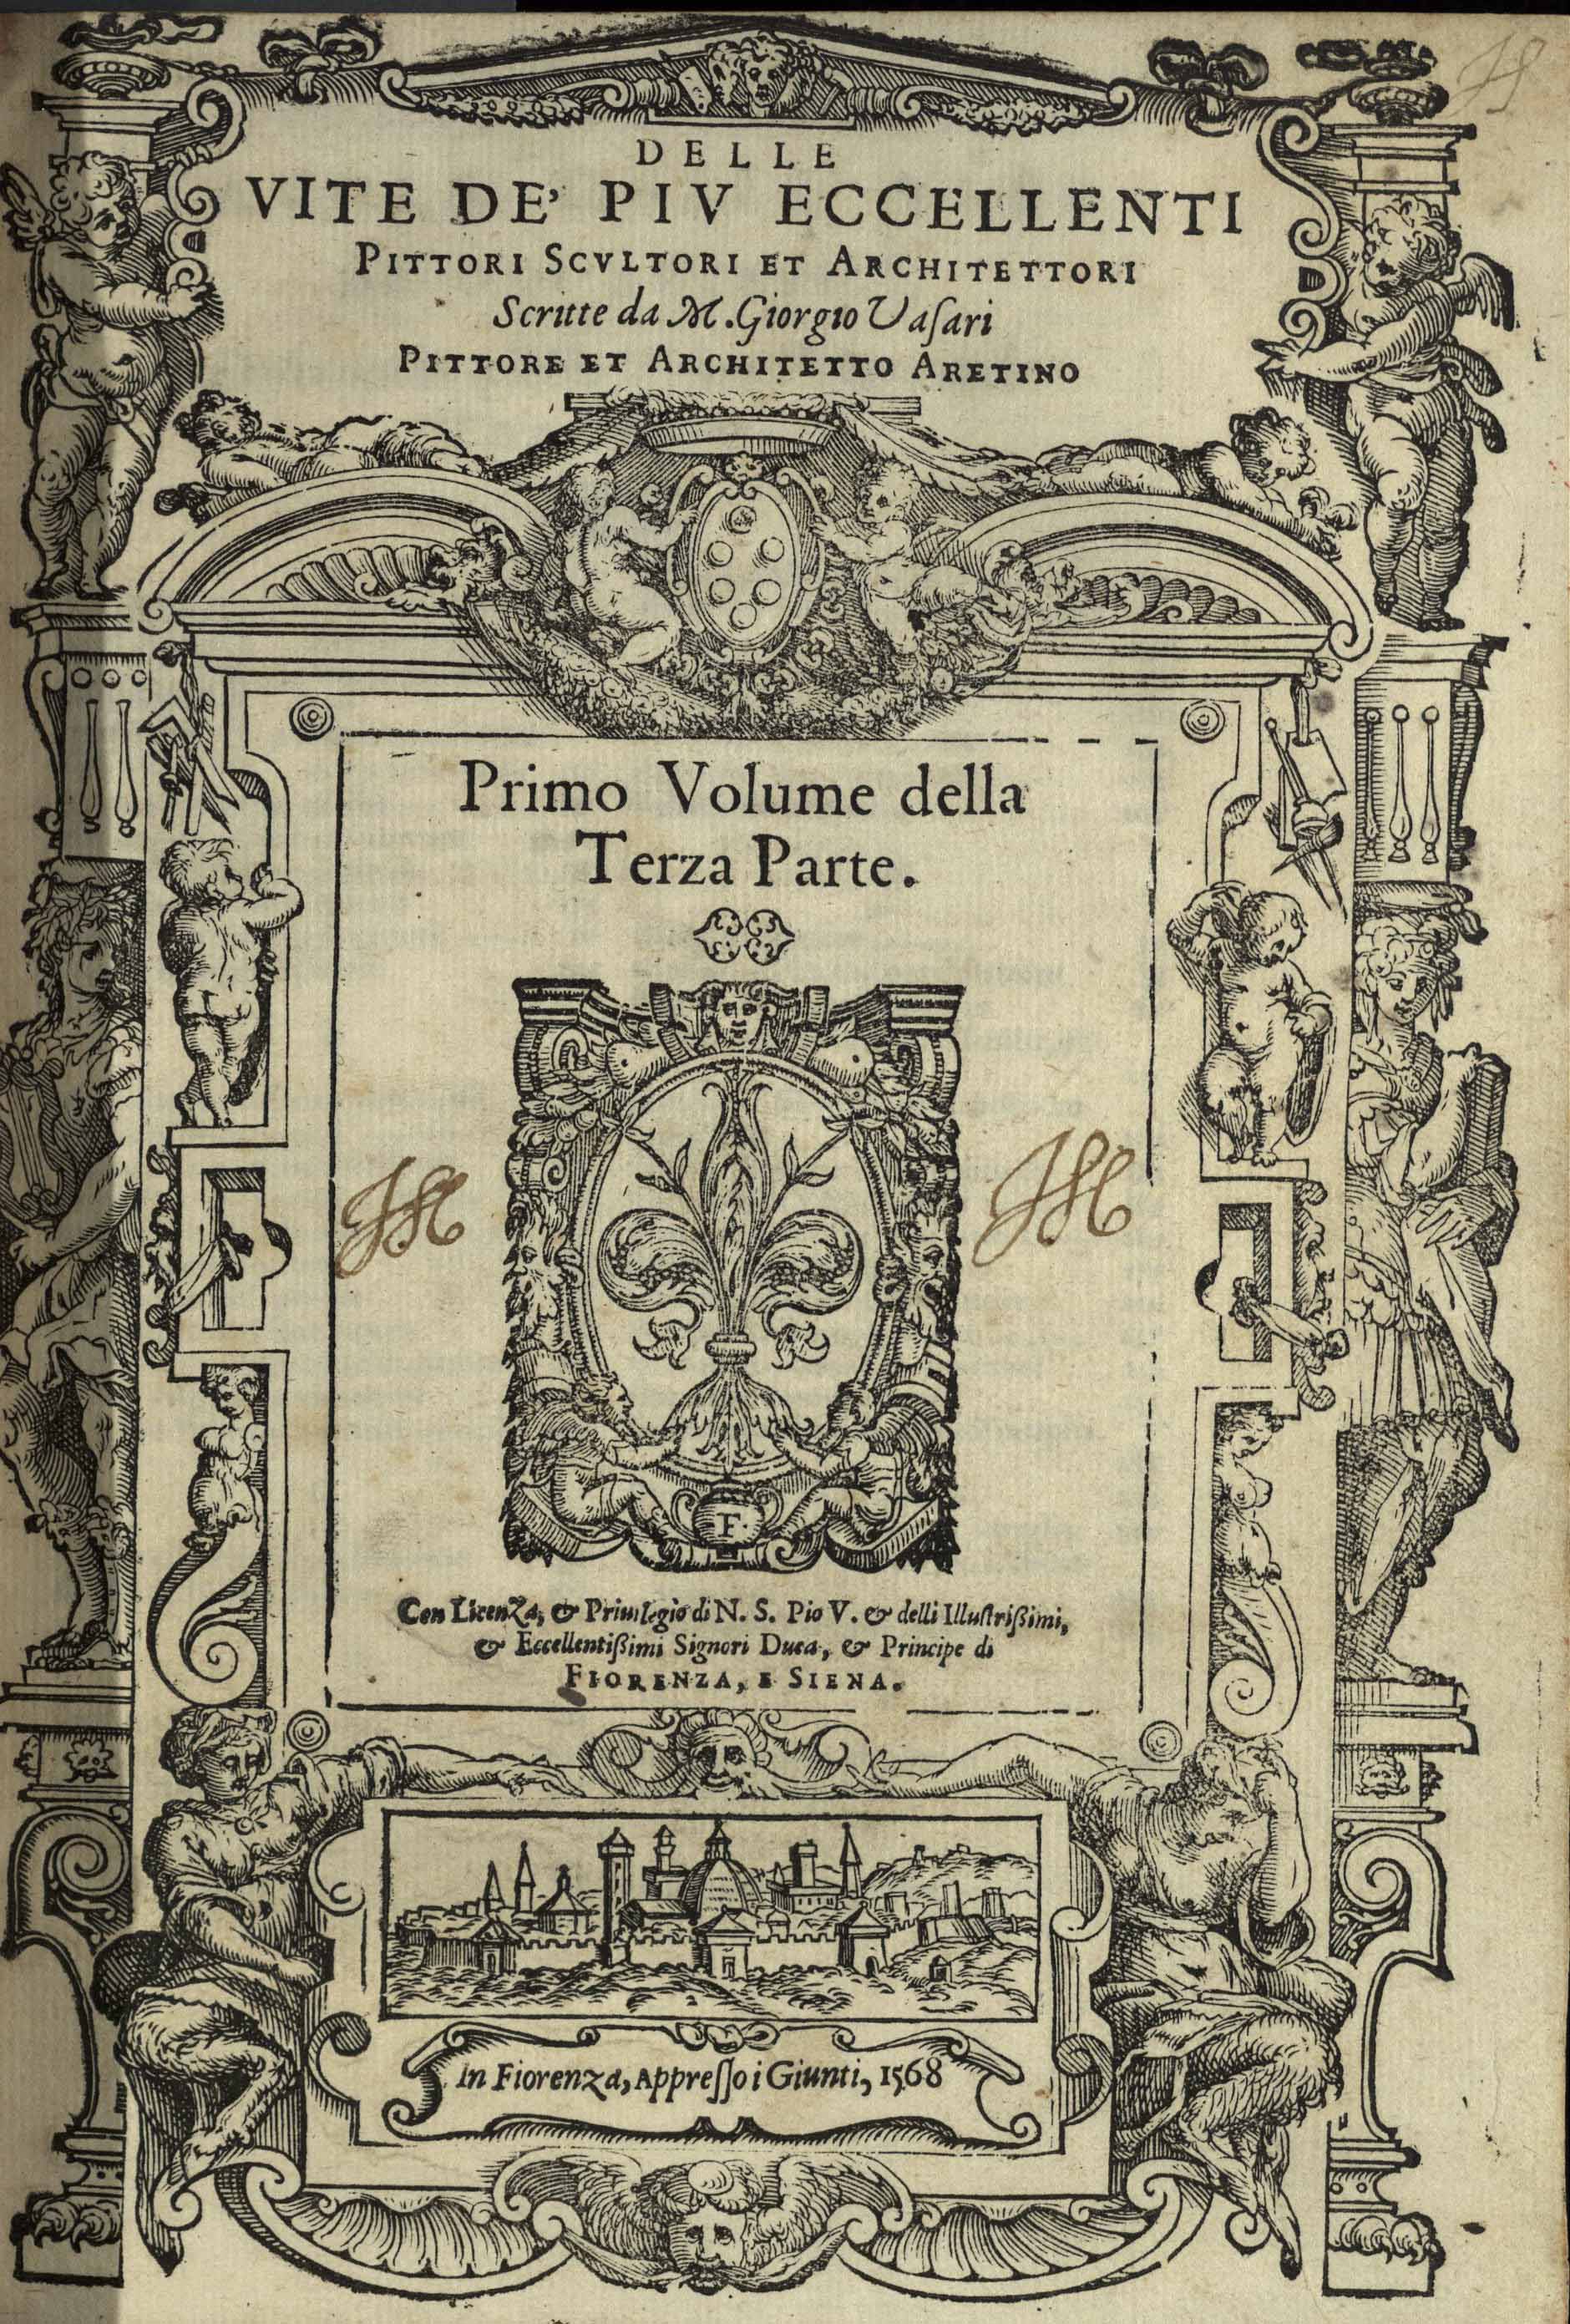 DELLE
VITE DE' PIV ECCELLENTI
PITTORI SCVLTORI ET ARCHITETTORI
Scritte da M. Giorgio Vaſari
PITTORE ET ARCHITETTO ARETINO
Primo Volume della
Terza Parte.
F
Con Licenza, & Priuilegio di N. S. Pio V. & delli Illuſtrißimi,
& Eccellentißimi Signori Duca, & Principe di
FIORENZA, E SIENA.
In Fiorenza, Appreſſo i Giunti, 1568